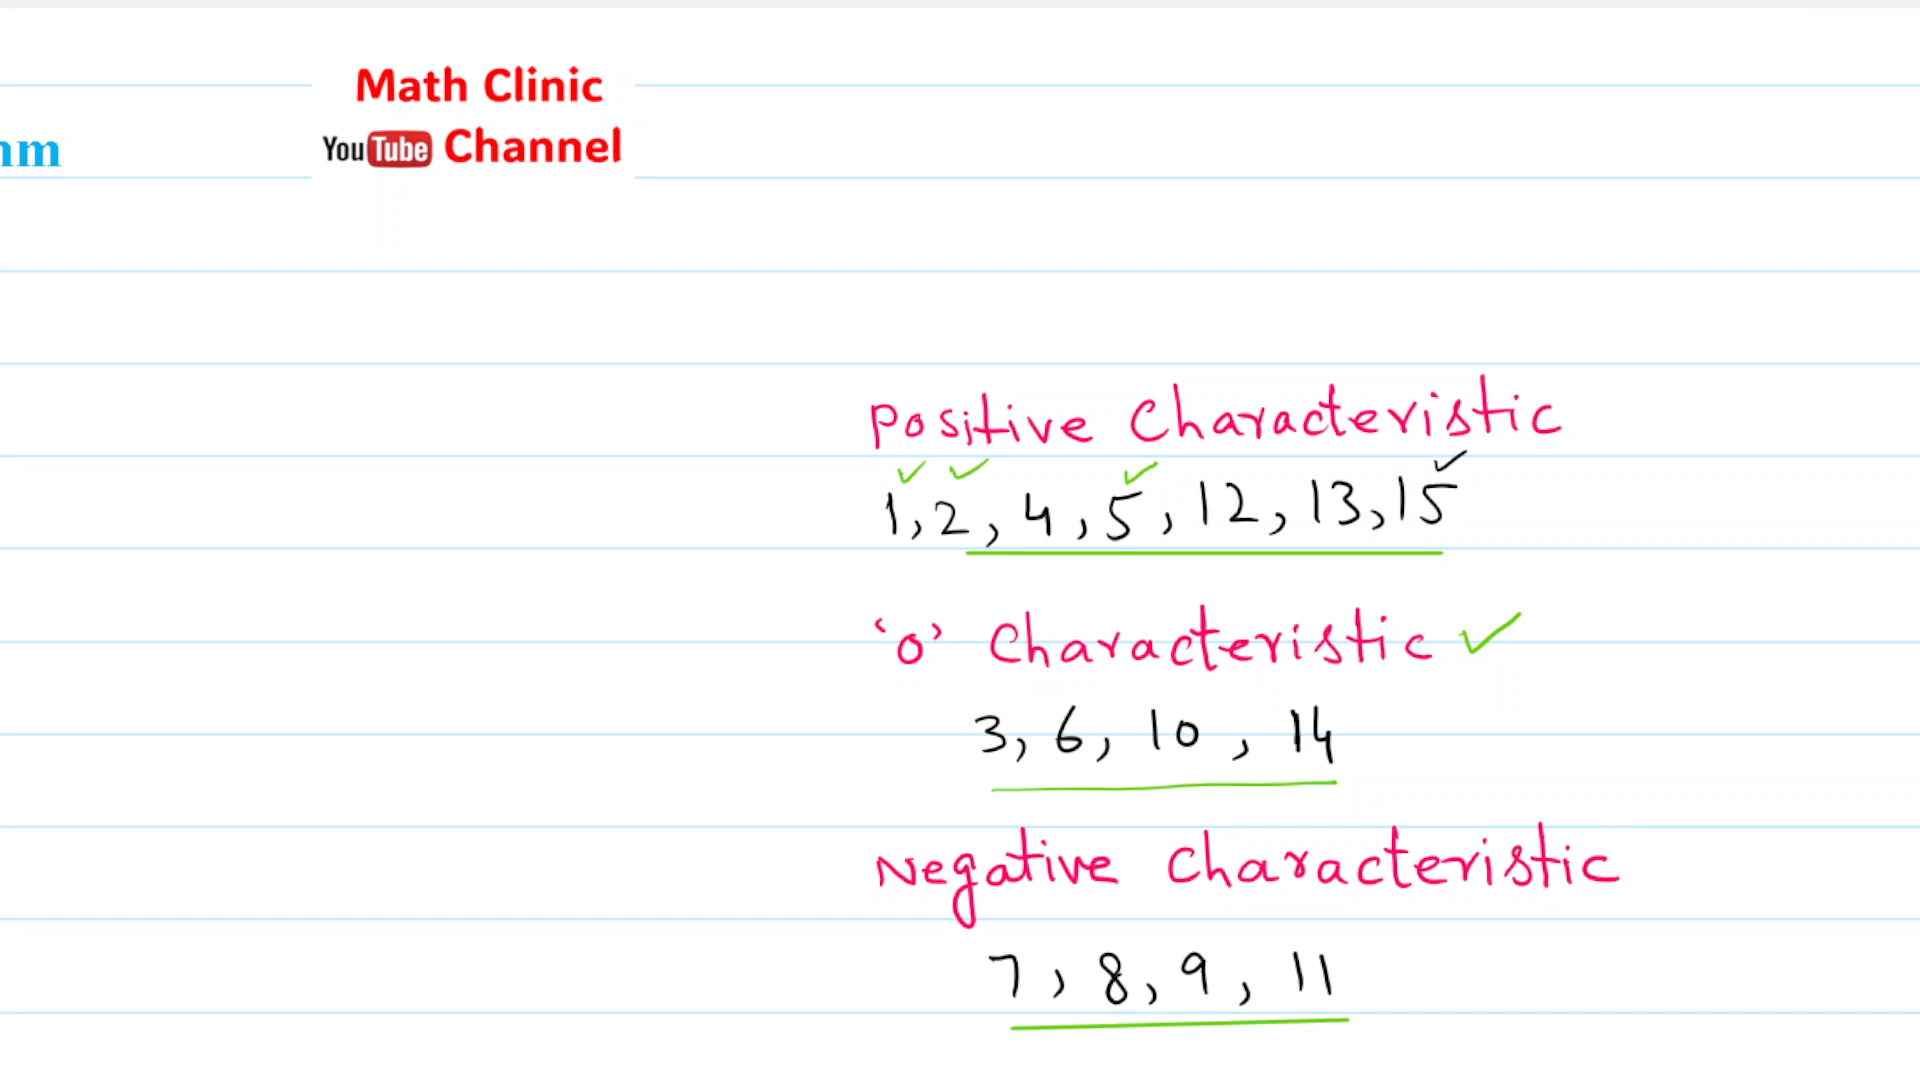 Math Clinic
YouTube Channel
Positive Characteristic
1, 2, 4, 5, 12, 13, 15
'0' Characteristic
3, 6, 10, 14
Negative Characteristic
7, 8, 9, 11